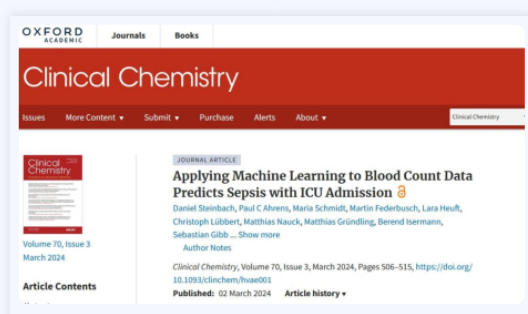 OXFORD
ACADEMIC
Journals
Books
Clinical Chemistry
Issues
More Content ▾
Submit ▾
Purchase
Alerts
About ▾
Clinical Chemistry
Clinical
Chemistry
JOURNAL ARTICLE
Applying Machine Learning to Blood Count Data
Predicts Sepsis with ICU Admission
Daniel Steinbach, Paul C Ahrens, Maria Schmidt, Martin Federbusch, Lara Heuft,
Christoph Lübbert, Matthias Nauck, Matthias Gründling, Berend Isermann,
Sebastian Gibb ... Show more
Author Notes
Volume 70, Issue 3
March 2024
Clinical Chemistry, Volume 70, Issue 3, March 2024, Pages 506–515, https://doi.org/
10.1093/clinchem/hvae001
Published: 02 March 2024
Article history ▾
Article Contents